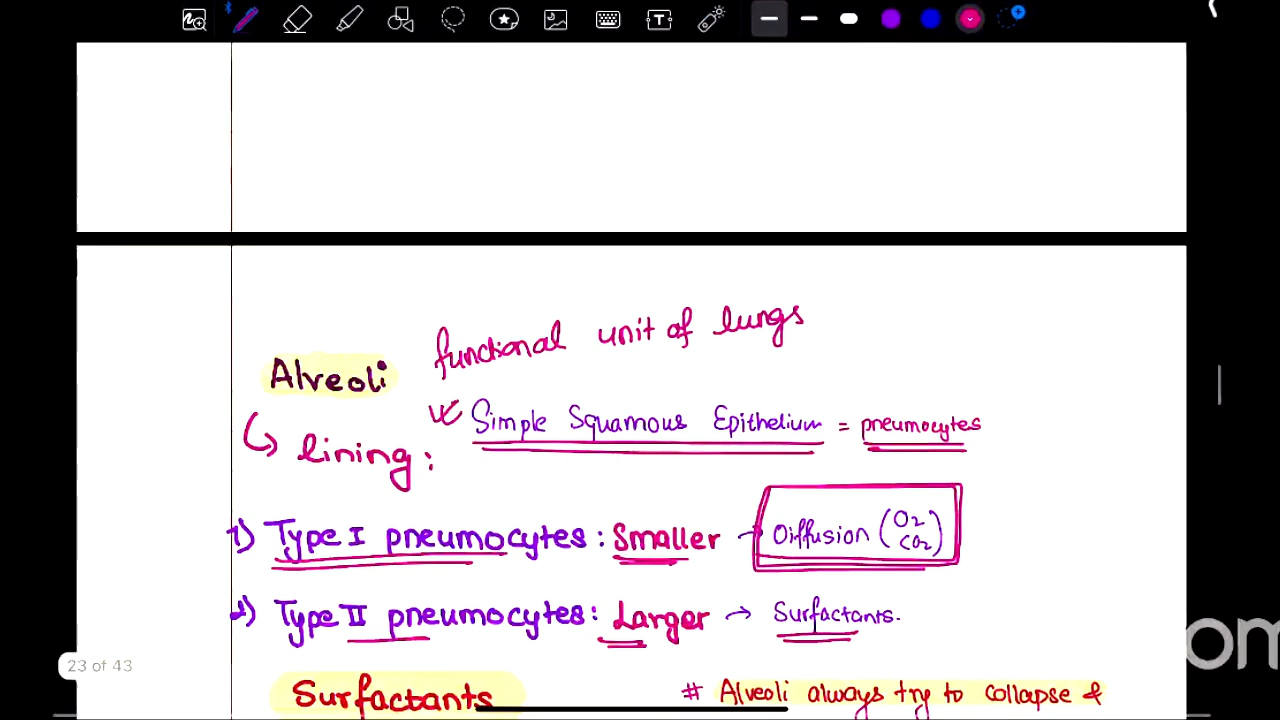 functional unit of lungs
Alveoli
Simple Squamous Epithelium = pneumocytes
lining:
1) Type I pneumocytes: Smaller → Diffusion (O2 CO2)
2) Type II pneumocytes: Larger → Surfactants.
23 of 43
om
Surfactants # Alveoli always try to collapse &